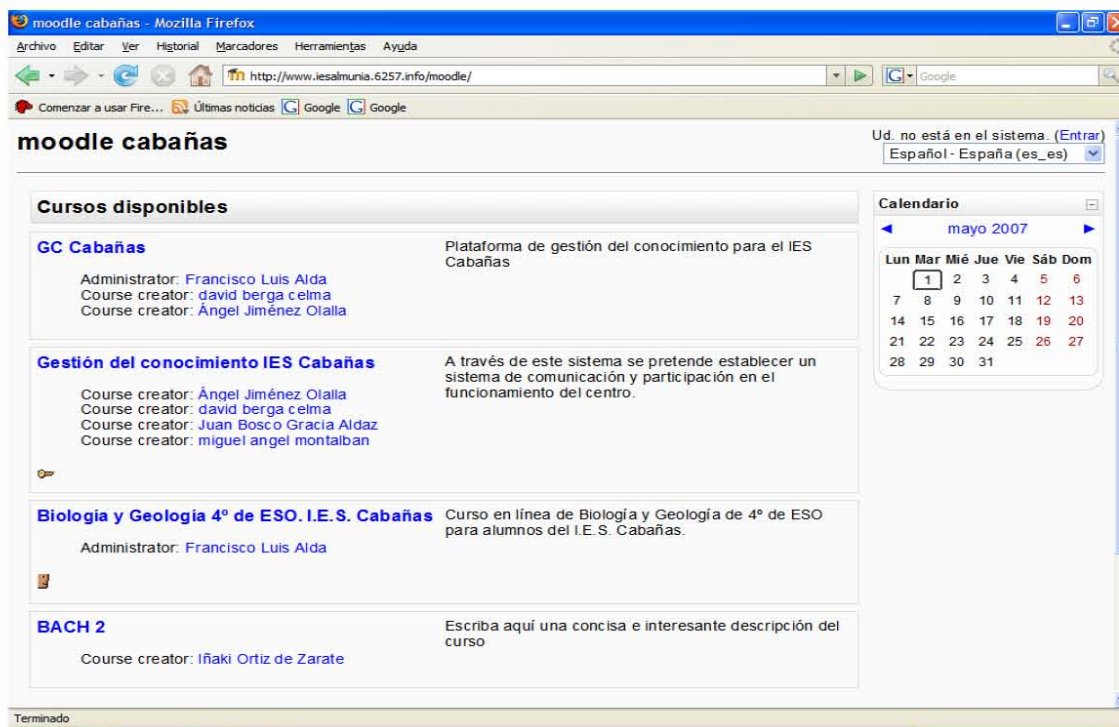 moodle cabañas - Mozilla Firefox
Archivo Editar Ver Historial Marcadores Herramientas Ayuda
http://www.iesalmunia.6257.info/moodle/
Google
Comenzar a usar Fire... Últimas noticias Google Google
moodle cabañas
Ud. no está en el sistema. (Entrar)
Español - España (es_es)
Cursos disponibles
GC Cabañas
Administrator: Francisco Luis Alda
Course creator: david berga celma
Course creator: Ángel Jiménez Olalla
Plataforma de gestión del conocimiento para el IES
Cabañas
Gestión del conocimiento IES Cabañas
Course creator: Ángel Jiménez Olalla
Course creator: david berga celma
Course creator: Juan Bosco Gracia Aldaz
Course creator: miguel angel montalban
A través de este sistema se pretende establecer un
sistema de comunicación y participación en el
funcionamiento del centro.
Biología y Geología 4º de ESO. I.E.S. Cabañas
Administrator: Francisco Luis Alda
Curso en línea de Biología y Geología de 4º de ESO
para alumnos del I.E.S. Cabañas.
BACH 2
Course creator: Iñaki Ortiz de Zarate
Escriba aquí una concisa e interesante descripción del
curso
Calendario
mayo 2007
Lun Mar Mié Jue Vie Sáb Dom
1 2 3 4 5 6
7 8 9 10 11 12 13
14 15 16 17 18 19 20
21 22 23 24 25 26 27
28 29 30 31
Terminado